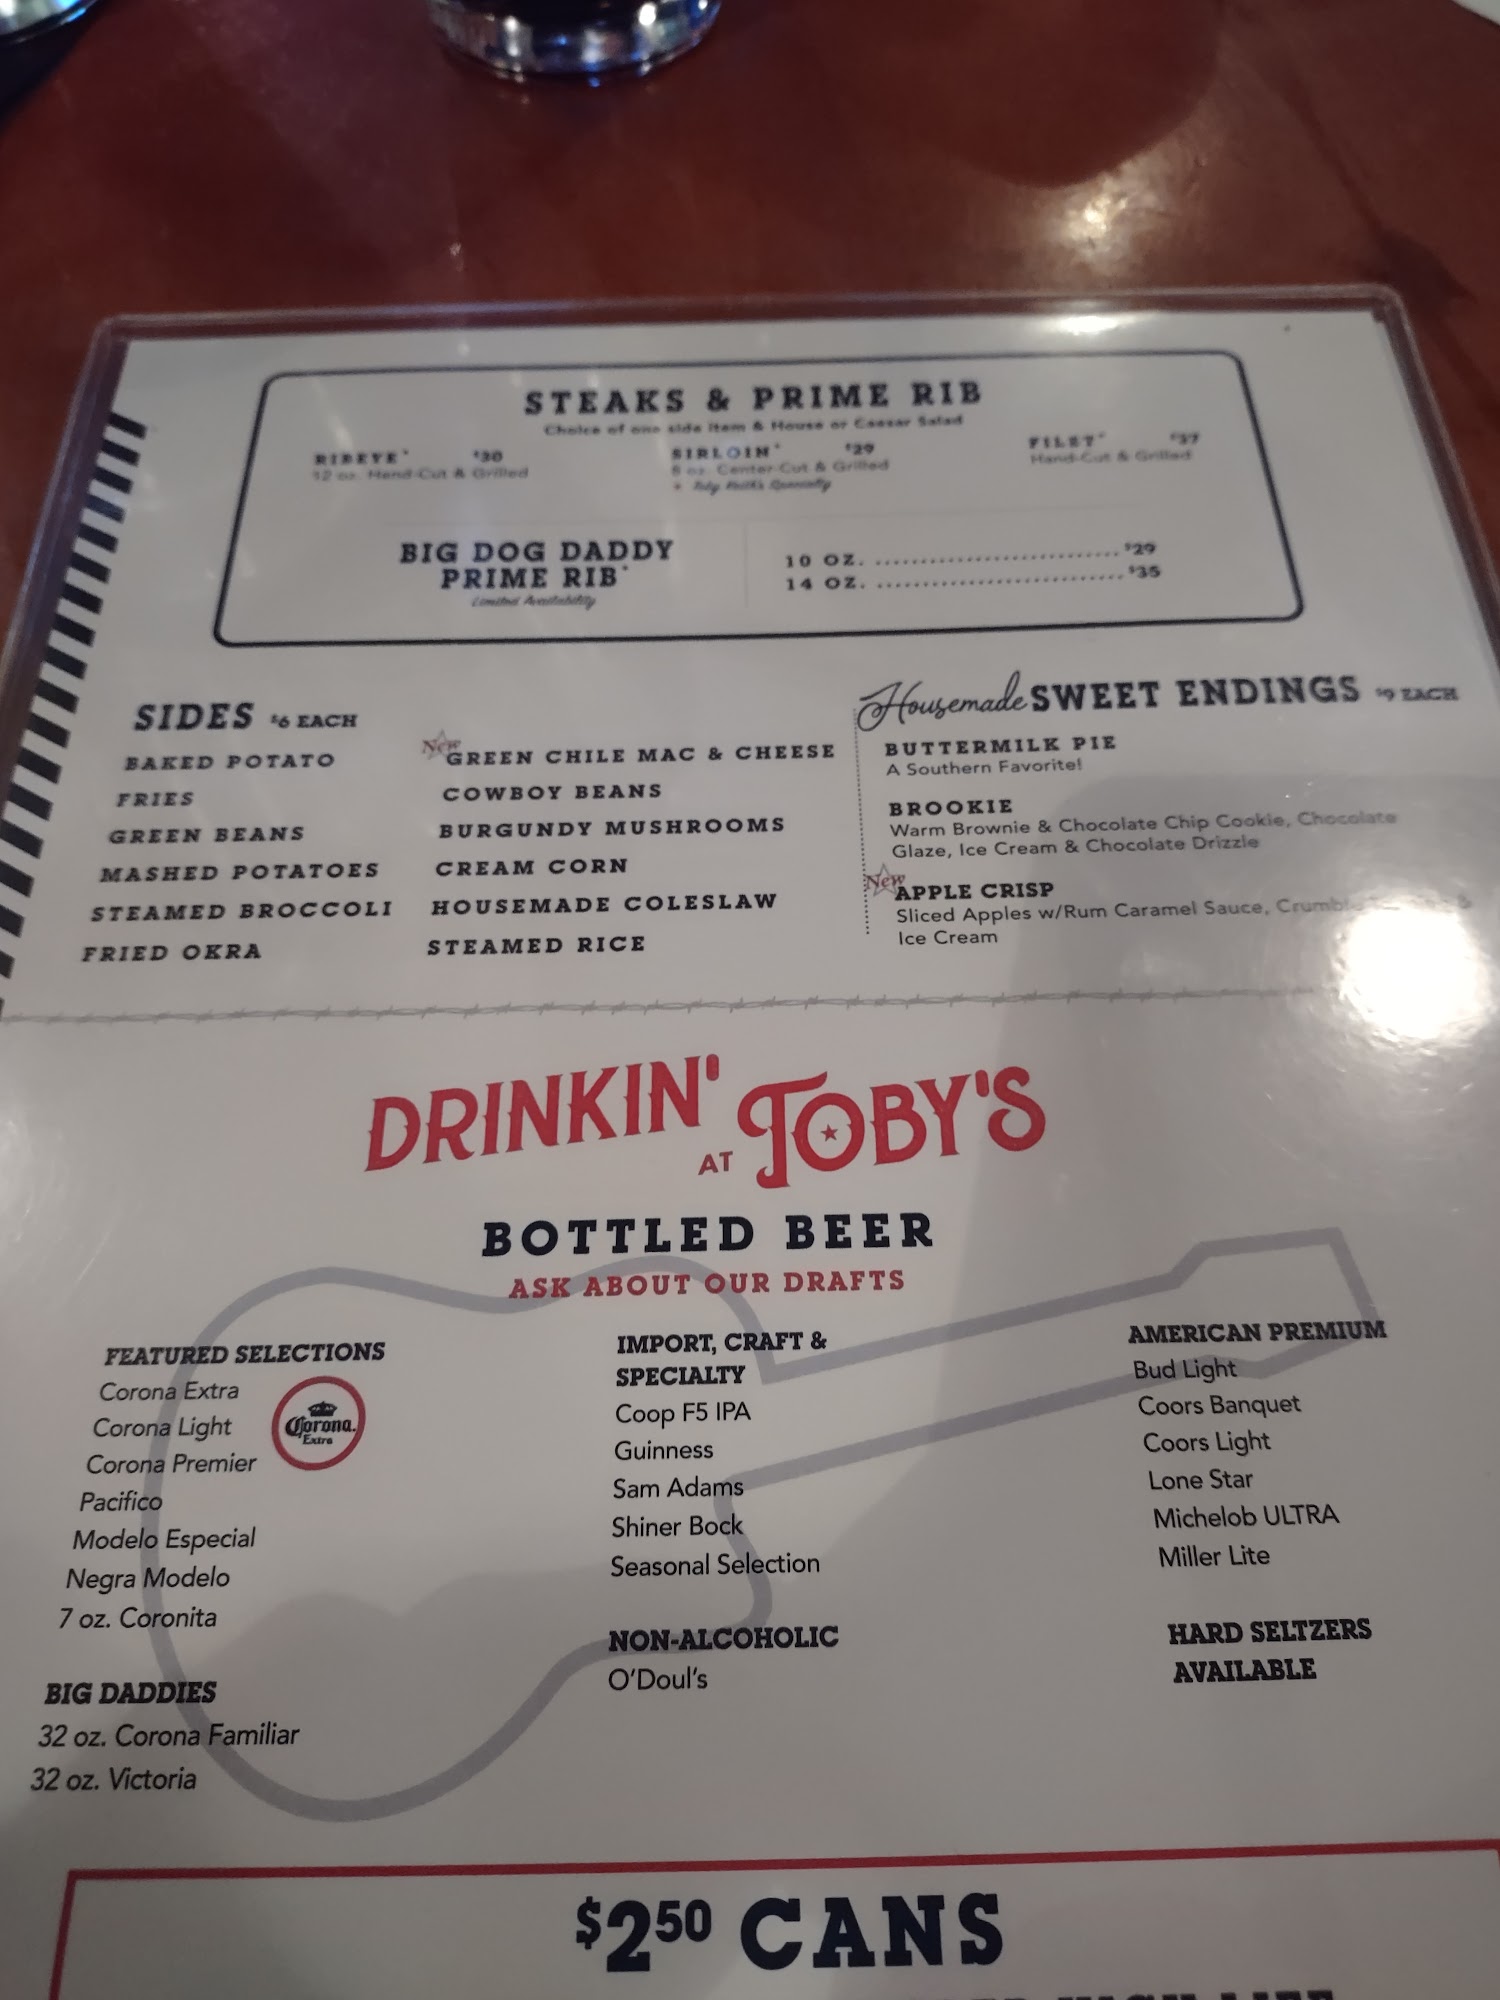 STEAKS & PRIME RIB
Choice of one side item & House or Caesar Salad
RIBEYE* $30
12 oz. Hand-Cut & Grilled
SIRLOIN* $29
8 oz. Center-Cut & Grilled
★ Toby Keith's Specialty
FILET* $37
Hand-Cut & Grilled
BIG DOG DADDY
PRIME RIB*
Limited Availability
10 OZ. ............................ $29
14 OZ. ............................ $35
SIDES $6 EACH
BAKED POTATO
FRIES
GREEN BEANS
MASHED POTATOES
STEAMED BROCCOLI
FRIED OKRA
New GREEN CHILE MAC & CHEESE
COWBOY BEANS
BURGUNDY MUSHROOMS
CREAM CORN
HOUSEMADE COLESLAW
STEAMED RICE
Housemade SWEET ENDINGS $9 EACH
BUTTERMILK PIE
A Southern Favorite!
BROOKIE
Warm Brownie & Chocolate Chip Cookie, Chocolate
Glaze, Ice Cream & Chocolate Drizzle
New APPLE CRISP
Sliced Apples w/Rum Caramel Sauce, &
Ice Cream
DRINKIN' AT TOBY'S
BOTTLED BEER
ASK ABOUT OUR DRAFTS
FEATURED SELECTIONS
Corona Extra
Corona Light
Corona Premier
Pacifico
Modelo Especial
Negra Modelo
7 oz. Coronita
Corona.
Extra
BIG DADDIES
32 oz. Corona Familiar
32 oz. Victoria
IMPORT, CRAFT &
SPECIALTY
Coop F5 IPA
Guinness
Sam Adams
Shiner Bock
Seasonal Selection
NON-ALCOHOLIC
O'Doul's
AMERICAN PREMIUM
Bud Light
Coors Banquet
Coors Light
Lone Star
Michelob ULTRA
Miller Lite
HARD SELTZERS
AVAILABLE
$2.50 CANS